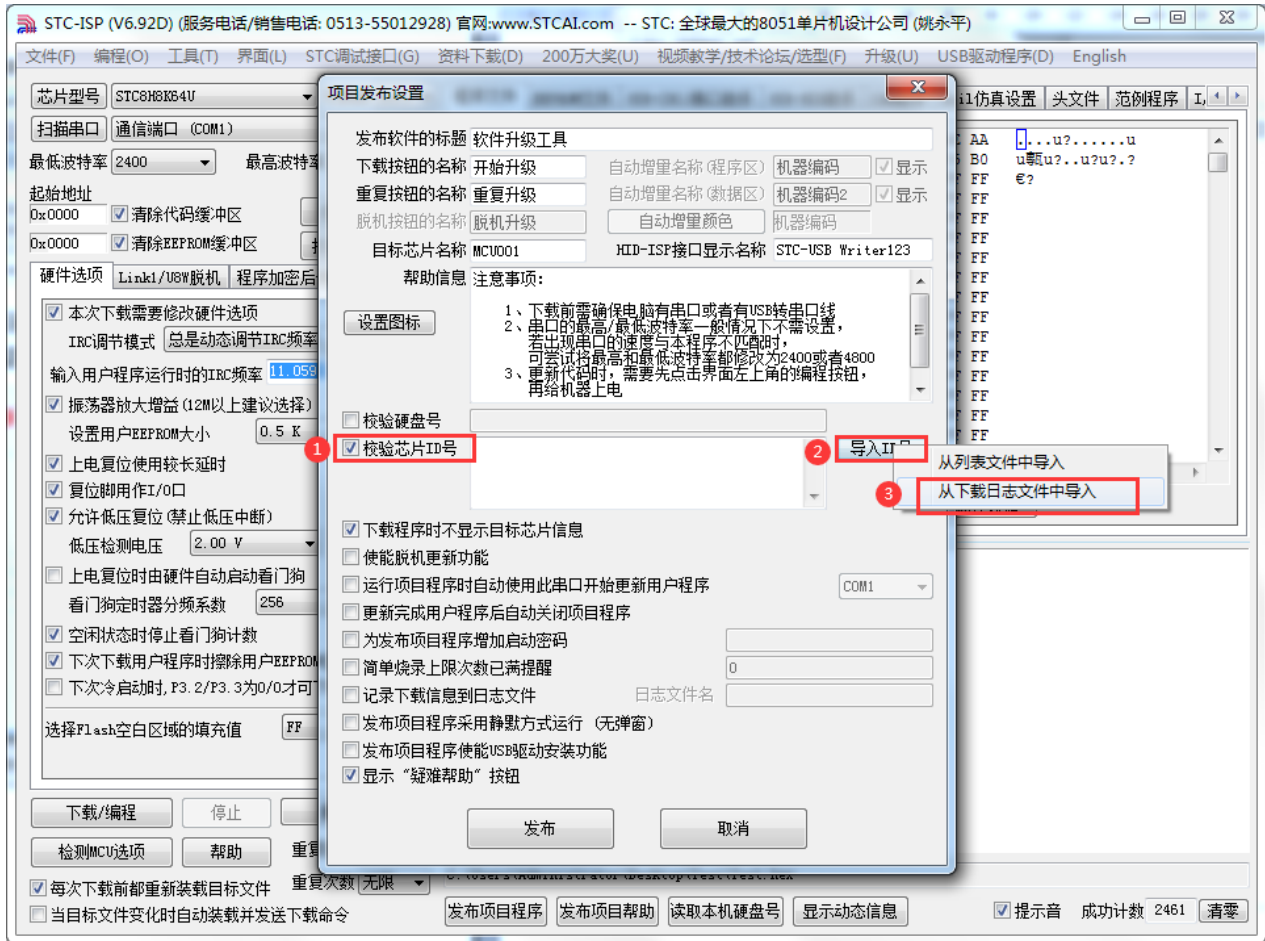 STC-ISP (V6.92D) (服务电话/销售电话: 0513-55012928) 官网:www.STCAI.com -- STC: 全球最大的8051单片机设计公司 (姚永平)
文件(F) 编程(O) 工具(T) 界面(L) STC调试接口(G) 资料下载(D) 200万大奖(U) 视频教学/技术论坛/选型(F) 升级(U) USB驱动程序(D) English
芯片型号 STC8H8K64U
扫描串口 通信端口 (COM1)
最低波特率 2400 最高波特率
起始地址
0x0000 清除代码缓冲区
0x0000 清除EEPROM缓冲区
硬件选项 Link1/U8W脱机 程序加密后
本次下载需要修改硬件选项
IRC调节模式 总是动态调节IRC频率
输入用户程序运行时的IRC频率 11.059
振荡器放大增益(12M以上建议选择)
设置用户EEPROM大小 0.5 K
上电复位使用较长延时
复位脚用作I/O口
允许低压复位(禁止低压中断)
低压检测电压 2.00 V
上电复位时由硬件自动启动看门狗
看门狗定时器分频系数 256
空闲状态时停止看门狗计数
下次下载用户程序时擦除用户EEPROM
下次冷启动时,P3.2/P3.3为0/0才可
选择Flash空白区域的填充值 FF
下载/编程 停止
检测MCU选项 帮助
每次下载前都重新装载目标文件 重复次数 无限
当目标文件变化时自动装载并发送下载命令
项目发布设置
发布软件的标题 软件升级工具
下载按钮的名称 开始升级 自动增量名称(程序区) 机器编码 显示
重复按钮的名称 重复升级 自动增量名称(数据区) 机器编码2 显示
脱机按钮的名称 脱机升级 自动增量颜色 机器编码
目标芯片名称 MCU001 HID-ISP接口显示名称 STC-USB Writer123
帮助信息 注意事项:
设置图标
1、下载前需确保电脑有串口或者有USB转串口线
2、串口的最高/最低波特率一般情况下不需设置，
若出现串口的速度与本程序不匹配时，
可尝试将最高和最低波特率都修改为2400或者4800
3、更新代码时，需要先点击界面左上角的编程按钮，
再给机器上电
校验硬盘号
1 校验芯片ID号 2 导入ID号
从列表文件中导入
3 从下载日志文件中导入
下载程序时不显示目标芯片信息
使能脱机更新功能
运行项目程序时自动使用此串口开始更新用户程序 COM1
更新完成用户程序后自动关闭项目程序
为发布项目程序增加启动密码
简单烧录上限次数已满提醒 0
记录下载信息到日志文件 日志文件名
发布项目程序采用静默方式运行 (无弹窗)
发布项目程序使能USB驱动安装功能
显示“疑难帮助”按钮
发布 取消
il仿真设置 头文件 范例程序
AA ....u?......u
B0 u甎u?..u?u?.?
FF €?
FF
FF
FF
FF
FF
FF
FF
FF
FF
FF
FF
FF
FF
发布项目程序 发布项目帮助 读取本机硬盘号 显示动态信息 提示音 成功计数 2461 清零